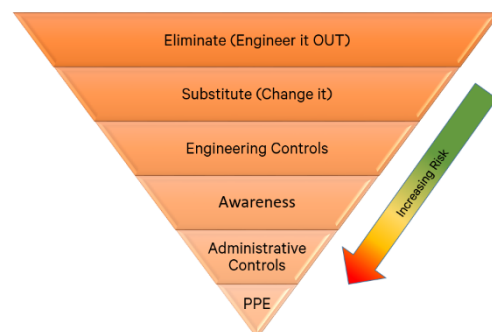 Eliminate (Engineer it OUT)
Substitute (Change it)
Engineering Controls
Awareness
Administrative
Controls
PPE
Increasing Risk